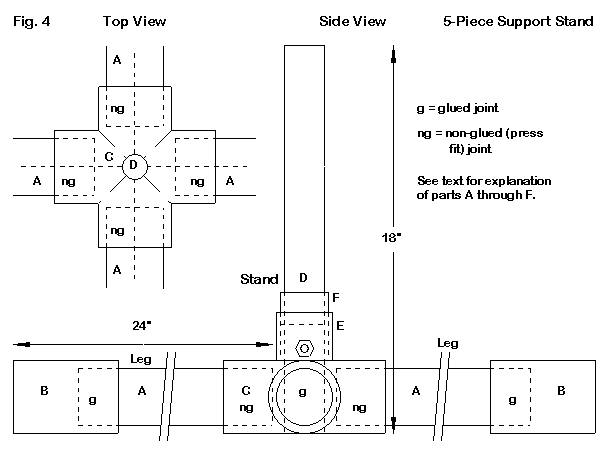 Fig. 4
Top View
Side View
5-Piece Support Stand
A
ng
C
D
A
ng
ng
A
ng
A
g = glued joint
ng = non-glued (press
fit) joint
See text for explanation
of parts A through F.
18"
Stand
D
F
E
24"
Leg
Leg
B
g
A
C
ng
g
ng
A
g
B